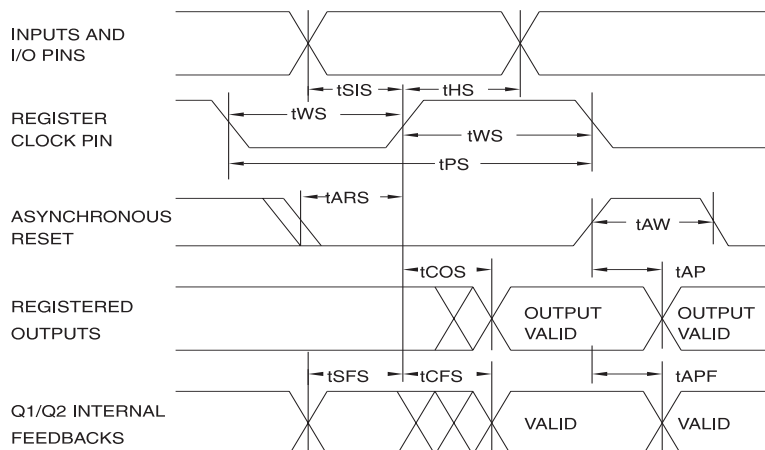 INPUTS AND
I/O PINS
tSIS
tHS
REGISTER
CLOCK PIN
tWS
tWS
tPS
ASYNCHRONOUS
RESET
tARS
tAW
tCOS
tAP
REGISTERED
OUTPUTS
OUTPUT
VALID
OUTPUT
VALID
tSFS
tCFS
tAPF
Q1/Q2 INTERNAL
FEEDBACKS
VALID
VALID